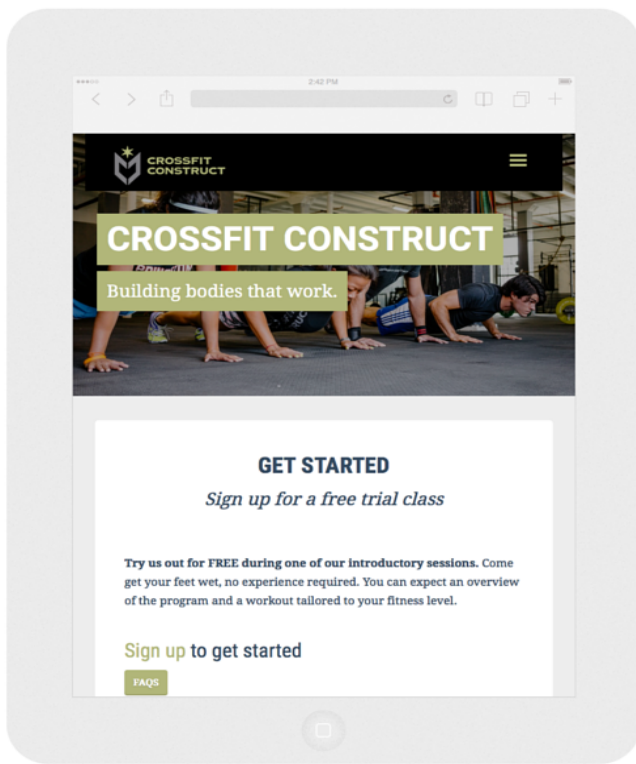 2:42 PM
CROSSFIT
CONSTRUCT
CROSSFIT CONSTRUCT
Building bodies that work.
GET STARTED
Sign up for a free trial class
Try us out for FREE during one of our introductory sessions. Come
get your feet wet, no experience required. You can expect an overview
of the program and a workout tailored to your fitness level.
Sign up to get started
FAQS